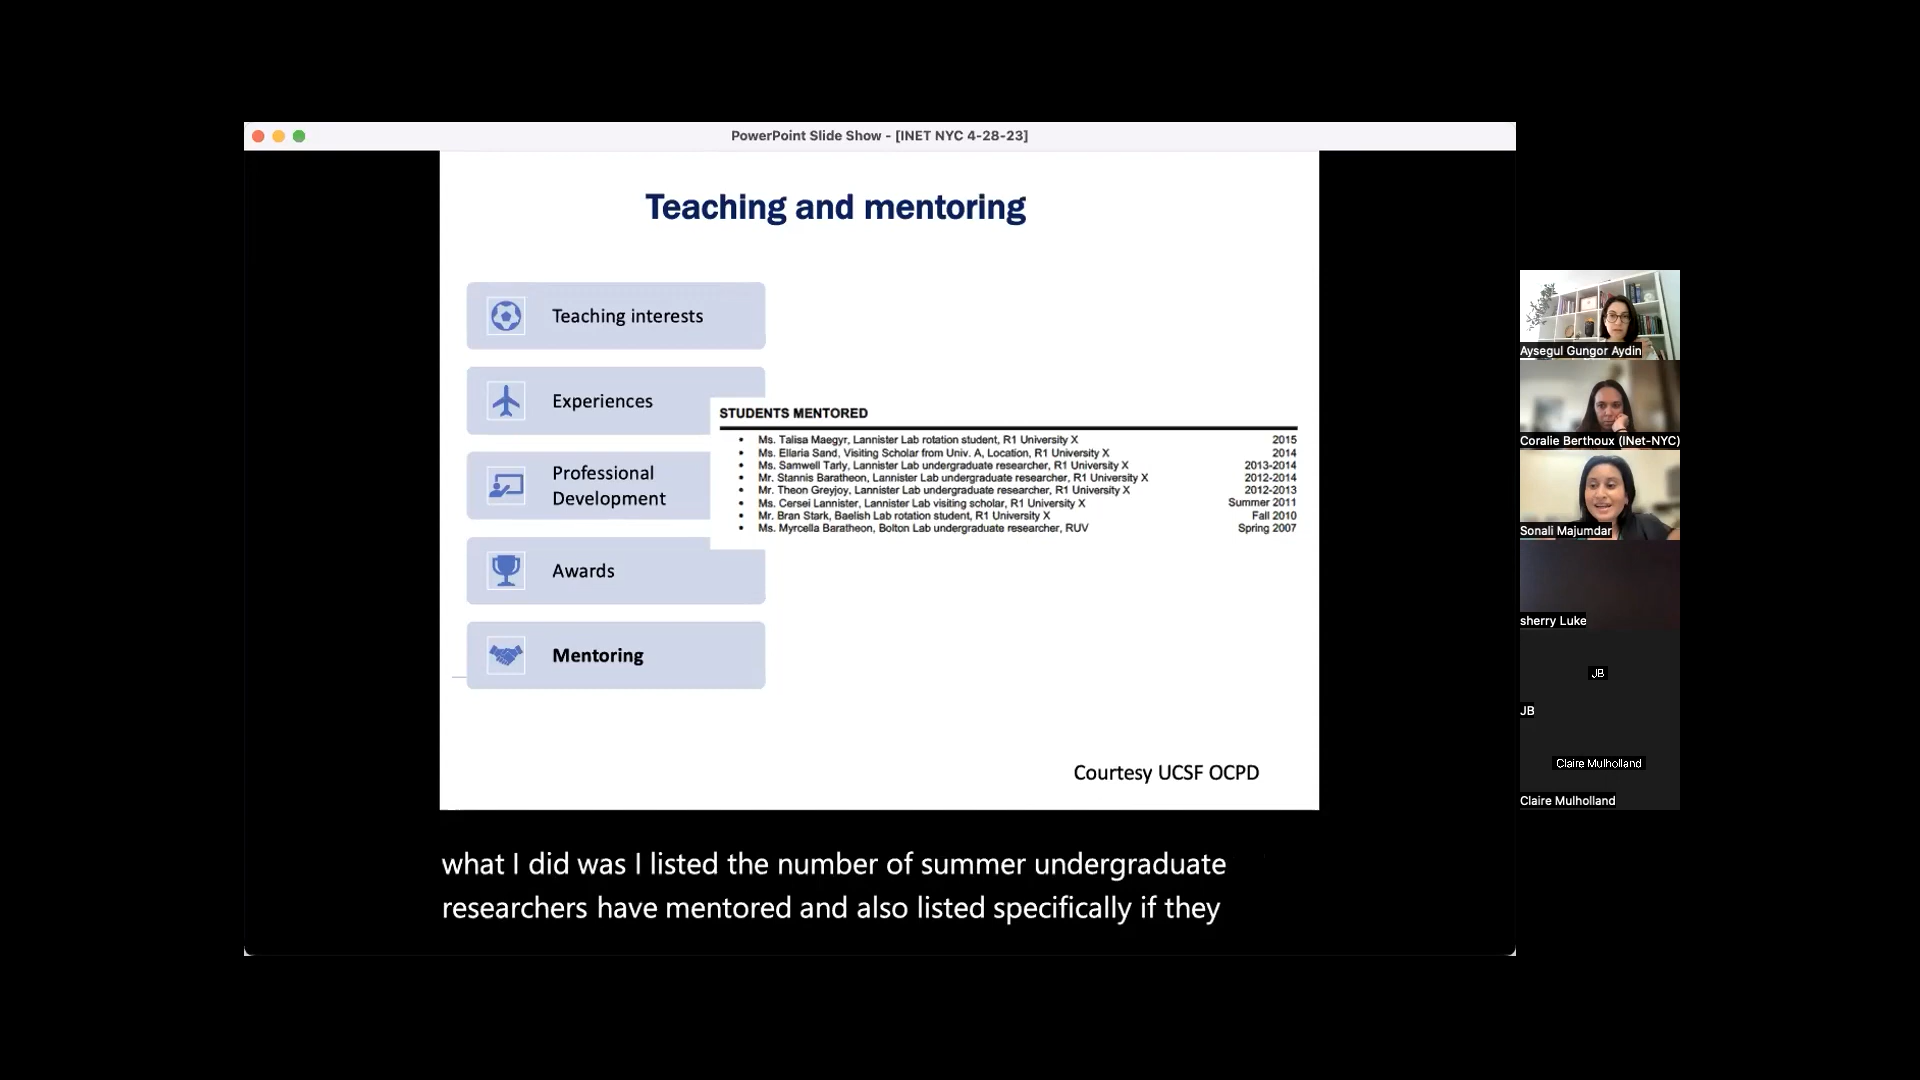 PowerPoint Slide Show - [INET NYC 4-28-23]
Teaching and mentoring
Teaching interests
Experiences
Professional
Development
Awards
Mentoring
STUDENTS MENTORED
• Ms. Talisa Maegyr, Lannister Lab rotation student, R1 University X 2015
• Ms. Ellaria Sand, Visiting Scholar from Univ. A, Location, R1 University X 2014
• Ms. Samwell Tarly, Lannister Lab undergraduate researcher, R1 University X 2013-2014
• Mr. Stannis Baratheon, Lannister Lab undergraduate researcher, R1 University X 2012-2014
• Mr. Theon Greyjoy, Lannister Lab undergraduate researcher, R1 University X 2012-2013
• Ms. Cersei Lannister, Lannister Lab visiting scholar, R1 University X Summer 2011
• Mr. Bran Stark, Baelish Lab rotation student, R1 University X Fall 2010
• Ms. Myrcella Baratheon, Bolton Lab undergraduate researcher, RUV Spring 2007
Courtesy UCSF OCPD
what I did was I listed the number of summer undergraduate
researchers have mentored and also listed specifically if they
Aysegul Gungor Aydin
Coralie Berthoux (INet-NYC)
Sonali Majumdar
sherry Luke
JB
JB
Claire Mulholland
Claire Mulholland